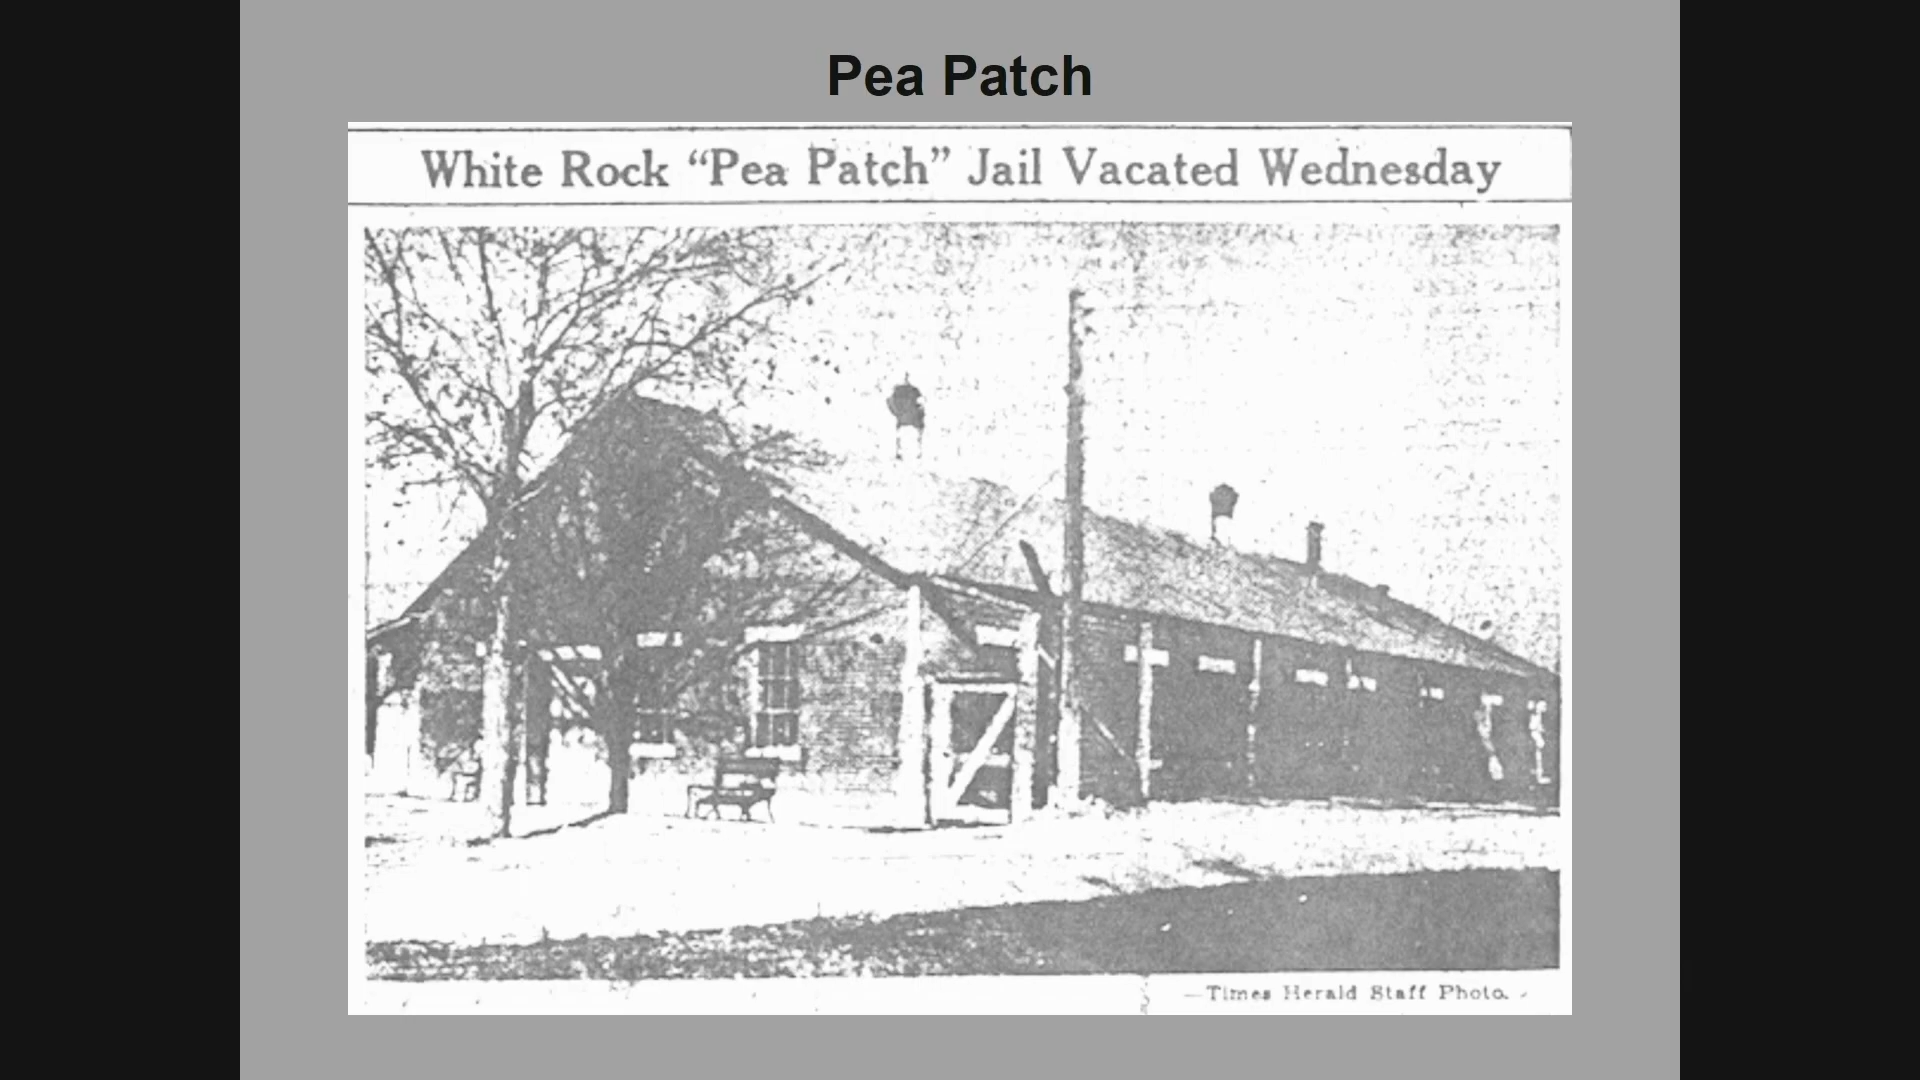 Pea Patch
White Rock “Pea Patch” Jail Vacated Wednesday
—Times Herald Staff Photo.